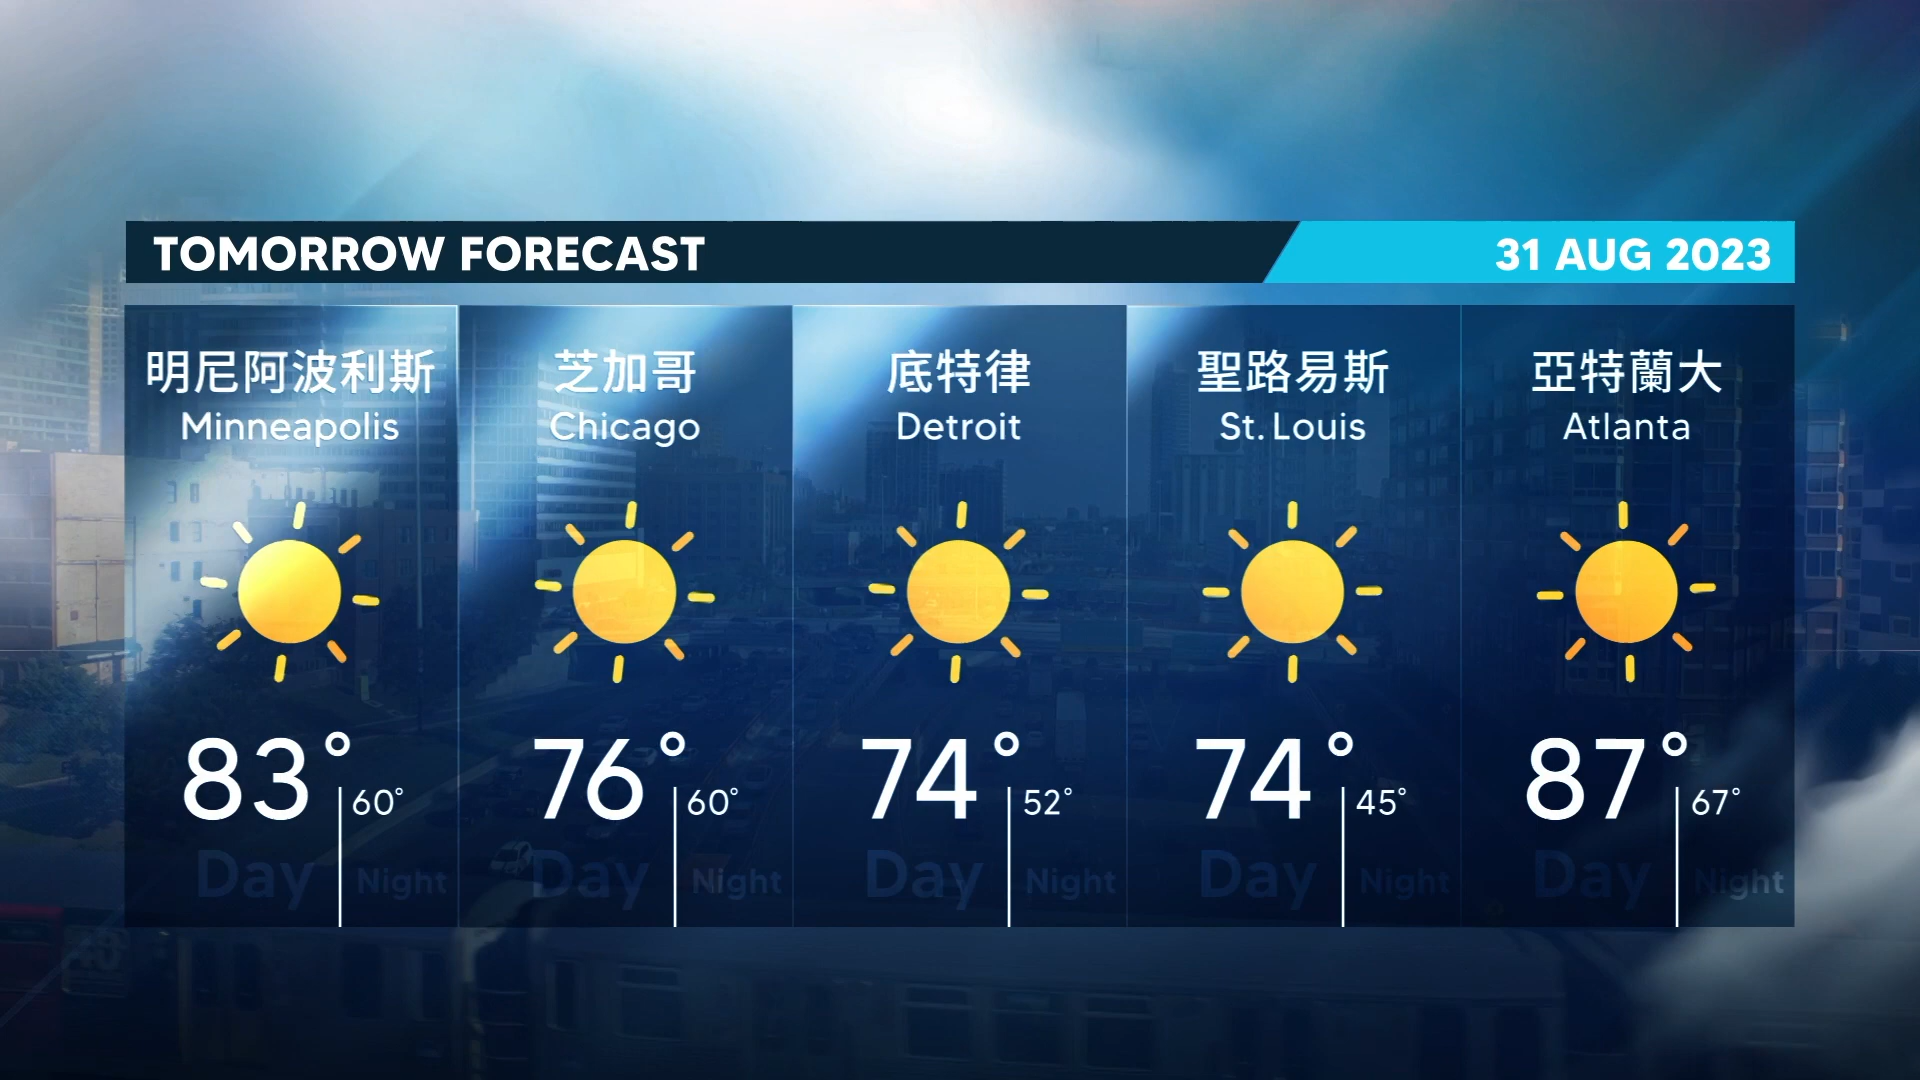 TOMORROW FORECAST
31 AUG 2023
明尼阿波利斯
Minneapolis
83°
60°
Day
Night
芝加哥
Chicago
76°
60°
Day
Night
底特律
Detroit
74°
52°
Day
Night
聖路易斯
St. Louis
74°
45°
Day
Night
亞特蘭大
Atlanta
87°
67°
Day
Night